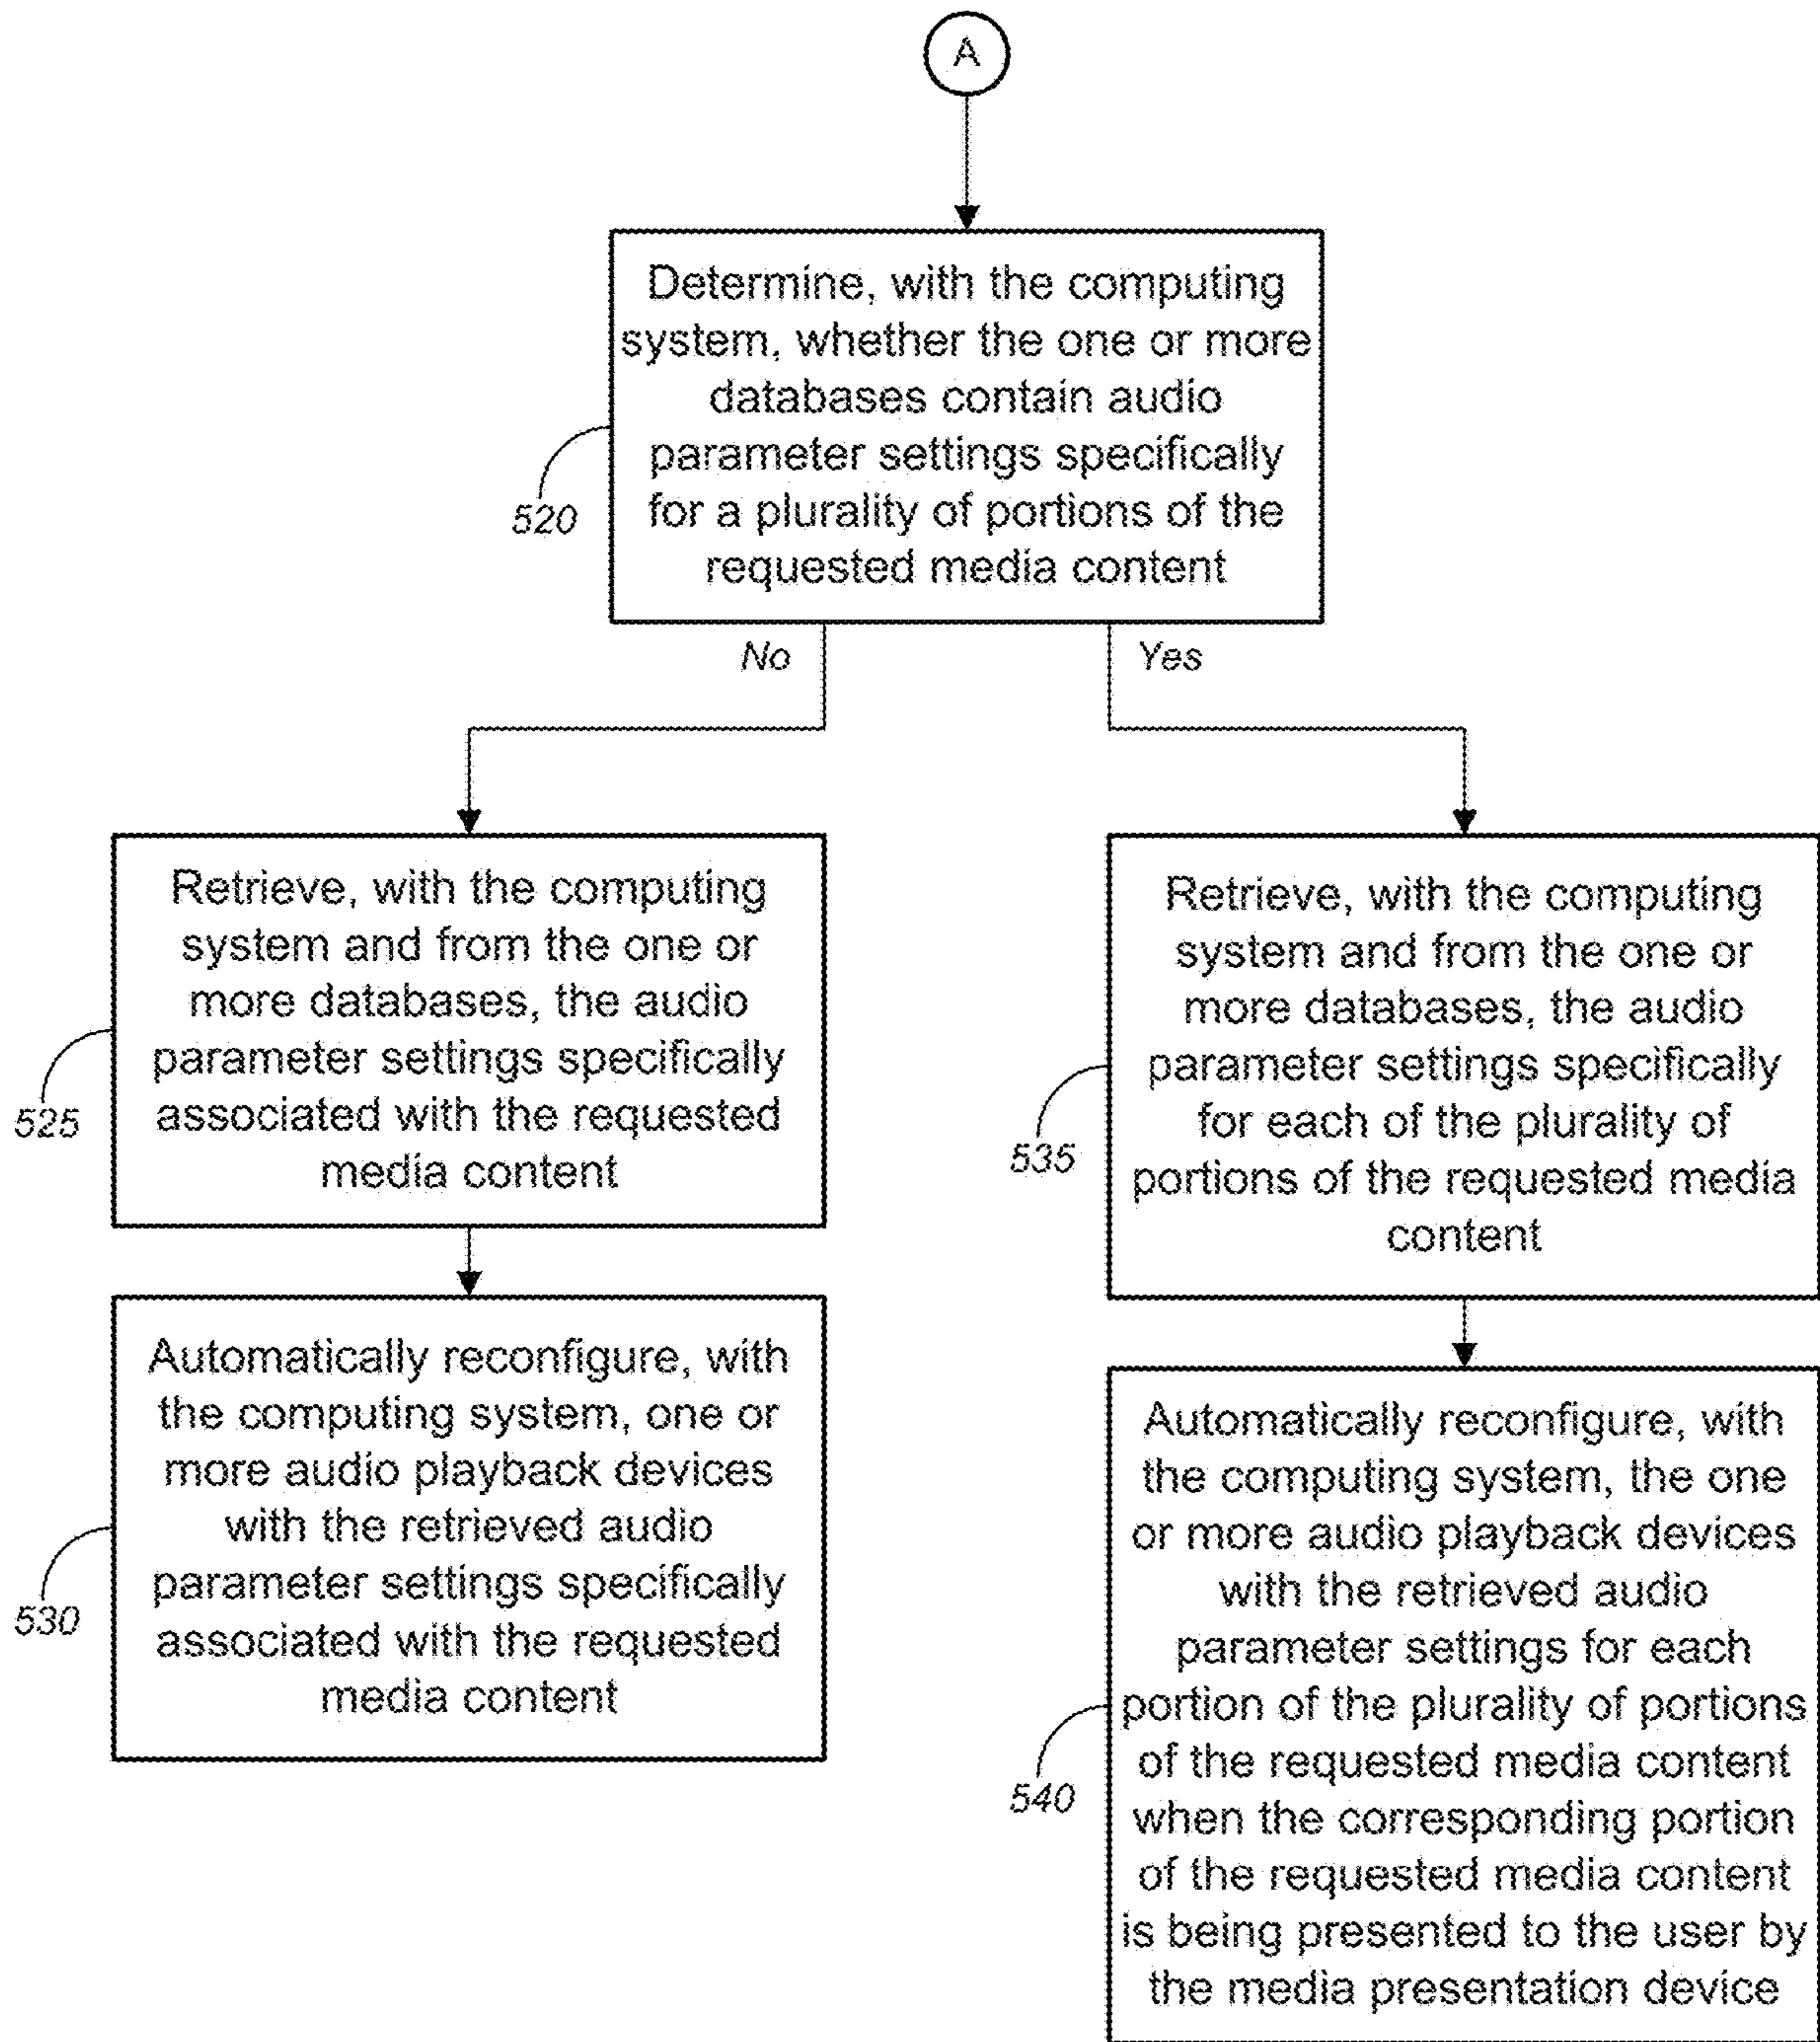 A
Determine, with the computing
system, whether the one or more
databases contain audio
parameter settings specifically
for a plurality of portions of the
requested media content
520
No
Yes
Retrieve, with the computing
system and from the one or
more databases, the audio
parameter settings specifically
associated with the requested
media content
525
Automatically reconfigure, with
the computing system, one or
more audio playback devices
with the retrieved audio
parameter settings specifically
associated with the requested
media content
530
Retrieve, with the computing
system and from the one or
more databases, the audio
parameter settings specifically
for each of the plurality of
portions of the requested media
content
535
Automatically reconfigure, with
the computing system, the one
or more audio playback devices
with the retrieved audio
parameter settings for each
portion of the plurality of portions
of the requested media content
when the corresponding portion
of the requested media content
is being presented to the user by
the media presentation device
540